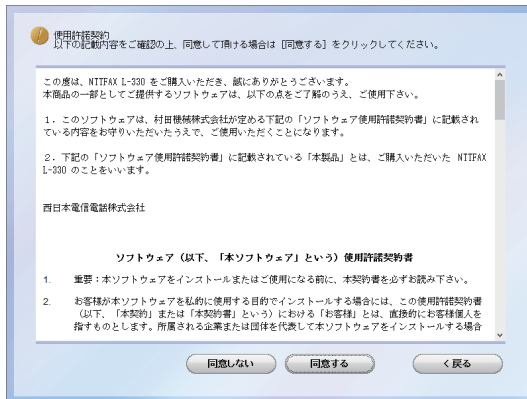 使用許諾契約
以下の記載内容をご確認の上、同意して頂ける場合は [同意する] をクリックしてください。
この度は、NTTFAX L-330 をご購入いただき、誠にありがとうございます。
本商品の一部としてご提供するソフトウェアは、以下の点をご了解のうえ、ご使用下さい。
1．このソフトウェアは、村田機械株式会社が定める下記の「ソフトウェア使用許諾契約書」に記載され
ている内容をお守りいただいたうえで、ご使用いただくことになります。
2．下記の「ソフトウェア使用許諾契約書」に記載されている「本製品」とは、ご購入いただいた NTTFAX
L-330 のことをいいます。
西日本電信電話株式会社
ソフトウェア（以下、「本ソフトウェア」という）使用許諾契約書
1. 重要：本ソフトウェアをインストールまたはご使用になる前に、本契約書を必ずお読み下さい。
2. お客様が本ソフトウェアを私的に使用する目的でインストールする場合には、この使用許諾契約書
（以下、「本契約」または「本契約書」という）における「お客様」とは、直接的にお客様個人を
指すものとします。所属される企業または団体を代表して本ソフトウェアをインストールする場合
同意しない 同意する < 戻る